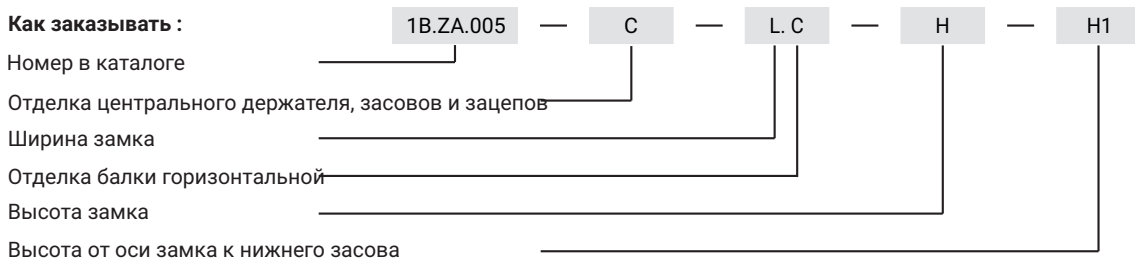 Как заказывать : 1B.ZA.005 — C — L. C — H — H1
Номер в каталоге
Отделка центрального держателя, засовов и зацепов
Ширина замка
Отделка балки горизонтальной
Высота замка
Высота от оси замка к нижнего засова